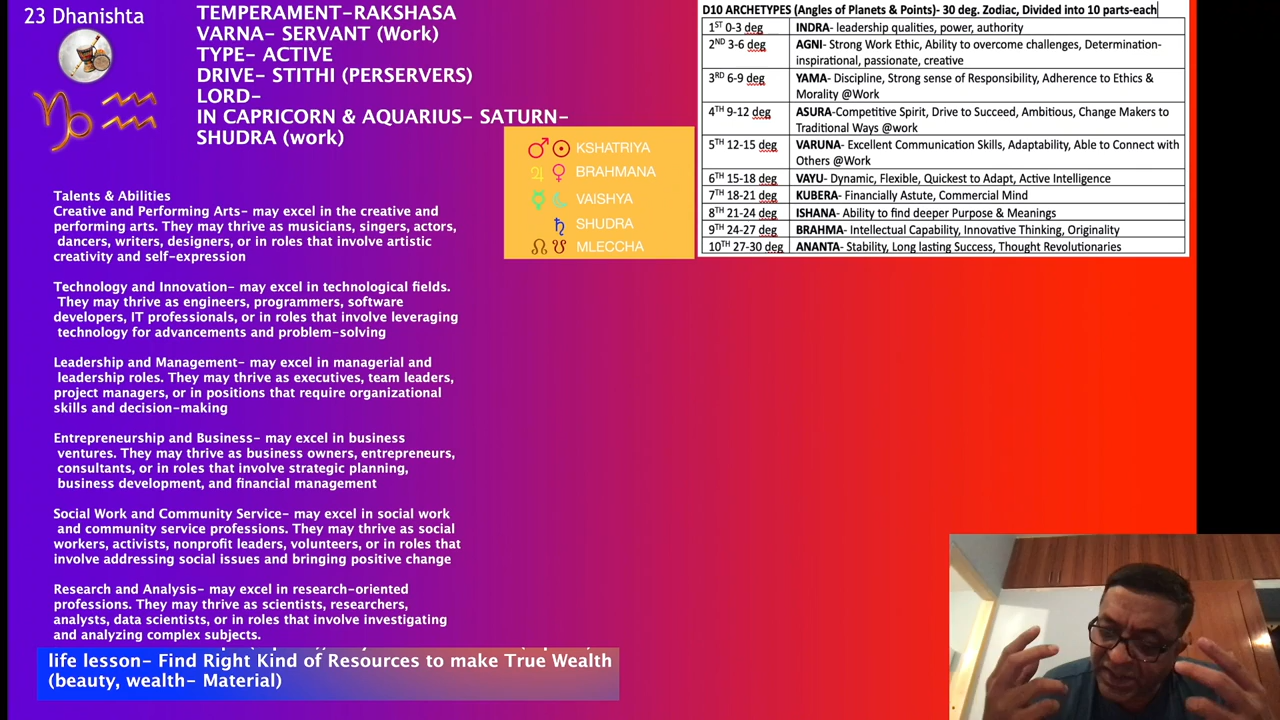 23 Dhanishta
TEMPERAMENT-RAKSHASA
VARNA- SERVANT (Work)
TYPE- ACTIVE
DRIVE- STITHI (PERSERVERS)
LORD-
IN CAPRICORN & AQUARIUS- SATURN-
SHUDRA (work)
KSHATRIYA
BRAHMANA
VAISHYA
SHUDRA
MLECCHA
D10 ARCHETYPES (Angles of Planets & Points)- 30 deg. Zodiac, Divided into 10 parts-each
1ST 0-3 deg INDRA- leadership qualities, power, authority
2ND 3-6 deg AGNI- Strong Work Ethic, Ability to overcome challenges, Determination-
inspirational, passionate, creative
3RD 6-9 deg YAMA- Discipline, Strong sense of Responsibility, Adherence to Ethics &
Morality @Work
4TH 9-12 deg ASURA-Competitive Spirit, Drive to Succeed, Ambitious, Change Makers to
Traditional Ways @work
5TH 12-15 deg VARUNA- Excellent Communication Skills, Adaptability, Able to Connect with
Others @Work
6TH 15-18 deg VAYU- Dynamic, Flexible, Quickest to Adapt, Active Intelligence
7TH 18-21 deg KUBERA- Financially Astute, Commercial Mind
8TH 21-24 deg ISHANA- Ability to find deeper Purpose & Meanings
9TH 24-27 deg BRAHMA- Intellectual Capability, Innovative Thinking, Originality
10TH 27-30 deg ANANTA- Stability, Long lasting Success, Thought Revolutionaries
Talents & Abilities
Creative and Performing Arts- may excel in the creative and
performing arts. They may thrive as musicians, singers, actors,
dancers, writers, designers, or in roles that involve artistic
creativity and self-expression
Technology and Innovation- may excel in technological fields.
They may thrive as engineers, programmers, software
developers, IT professionals, or in roles that involve leveraging
technology for advancements and problem-solving
Leadership and Management- may excel in managerial and
leadership roles. They may thrive as executives, team leaders,
project managers, or in positions that require organizational
skills and decision-making
Entrepreneurship and Business- may excel in business
ventures. They may thrive as business owners, entrepreneurs,
consultants, or in roles that involve strategic planning,
business development, and financial management
Social Work and Community Service- may excel in social work
and community service professions. They may thrive as social
workers, activists, nonprofit leaders, volunteers, or in roles that
involve addressing social issues and bringing positive change
Research and Analysis- may excel in research-oriented
professions. They may thrive as scientists, researchers,
analysts, data scientists, or in roles that involve investigating
and analyzing complex subjects.
life lesson- Find Right Kind of Resources to make True Wealth
(beauty, wealth- Material)